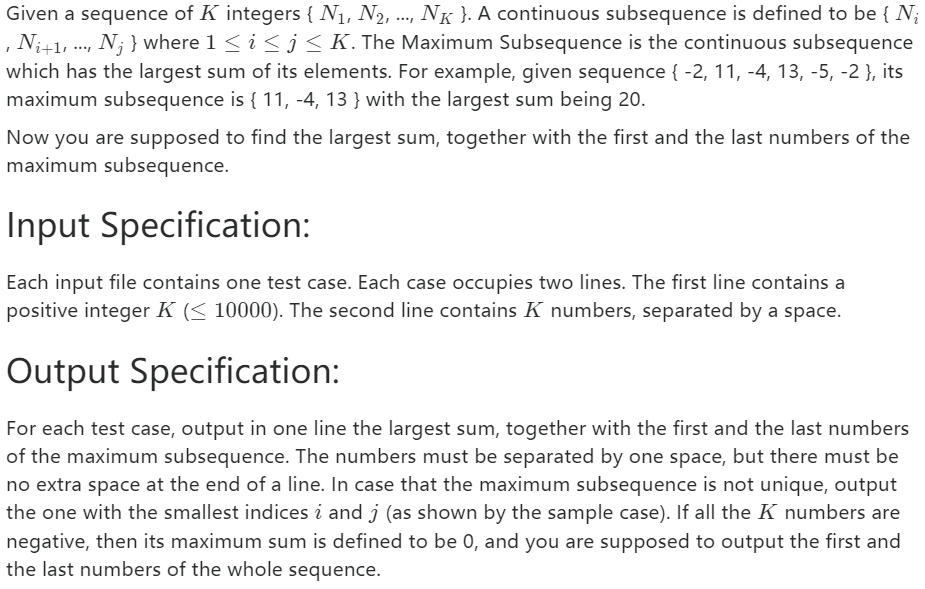 Given a sequence of K integers { N₁, N₂, ..., N_K }. A continuous subsequence is defined to be { N_i
, N_{i+1}, ..., N_j } where 1 ≤ i ≤ j ≤ K. The Maximum Subsequence is the continuous subsequence
which has the largest sum of its elements. For example, given sequence { -2, 11, -4, 13, -5, -2 }, its
maximum subsequence is { 11, -4, 13 } with the largest sum being 20.
Now you are supposed to find the largest sum, together with the first and the last numbers of the
maximum subsequence.
Input Specification:
Each input file contains one test case. Each case occupies two lines. The first line contains a
positive integer K (≤ 10000). The second line contains K numbers, separated by a space.
Output Specification:
For each test case, output in one line the largest sum, together with the first and the last numbers
of the maximum subsequence. The numbers must be separated by one space, but there must be
no extra space at the end of a line. In case that the maximum subsequence is not unique, output
the one with the smallest indices i and j (as shown by the sample case). If all the K numbers are
negative, then its maximum sum is defined to be 0, and you are supposed to output the first and
the last numbers of the whole sequence.